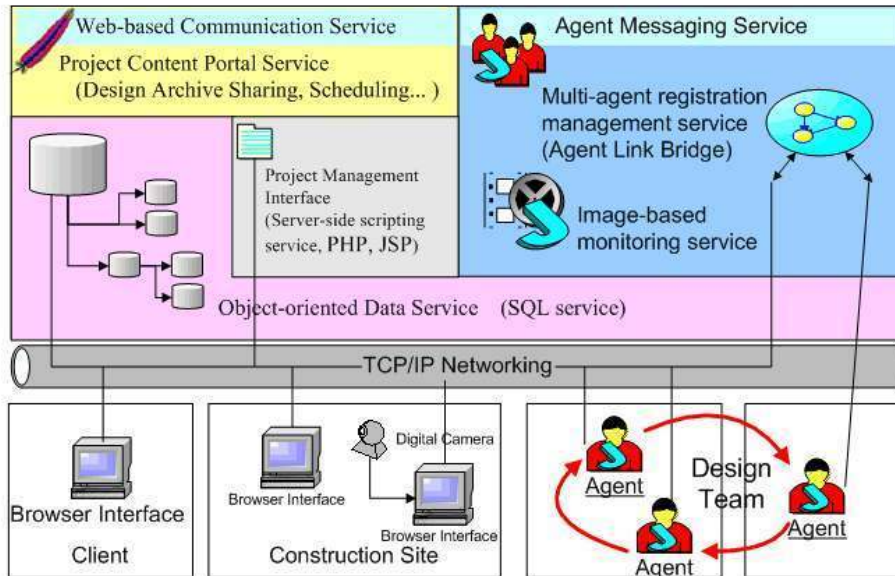 Web-based Communication Service
Project Content Portal Service
(Design Archive Sharing, Scheduling... )
Agent Messaging Service
Multi-agent registration
management service
(Agent Link Bridge)
Project Management
Interface
(Server-side scripting
service, PHP, JSP)
Image-based
monitoring service
Object-oriented Data Service (SQL service)
TCP/IP Networking
Browser Interface
Client
Browser Interface
Digital Camera
Browser Interface
Construction Site
Agent
Design
Team
Agent
Agent